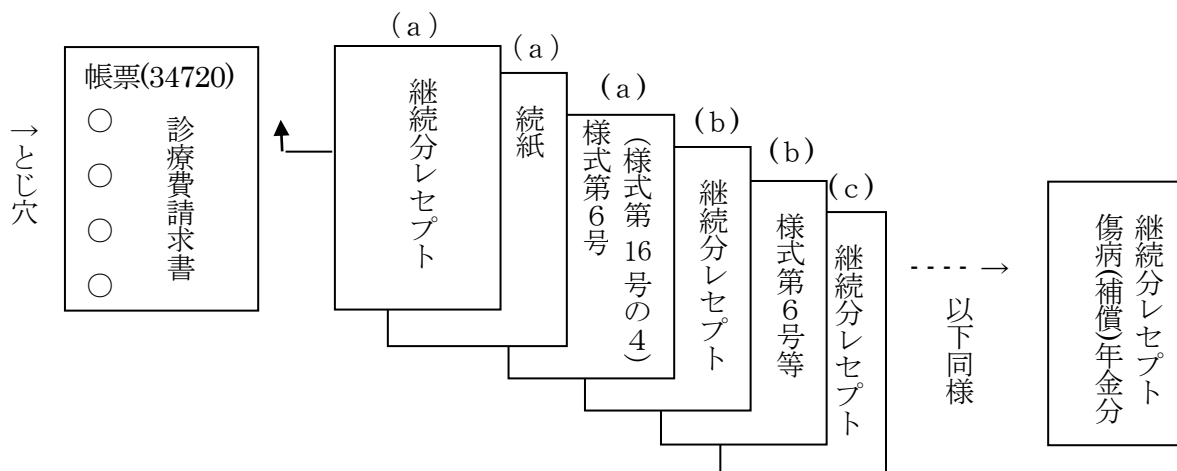 帳票(34720)
○
○
○
○
診療費請求書
→とじ穴
(a)
継続分レセプト
(a)
続紙
(a)
(様式第16号の4)
様式第6号
(b)
継続分レセプト
(b)
様式第6号等
(c)
継続分レセプト
---- →
以下同様
継続分レセプト
傷病(補償)年金分